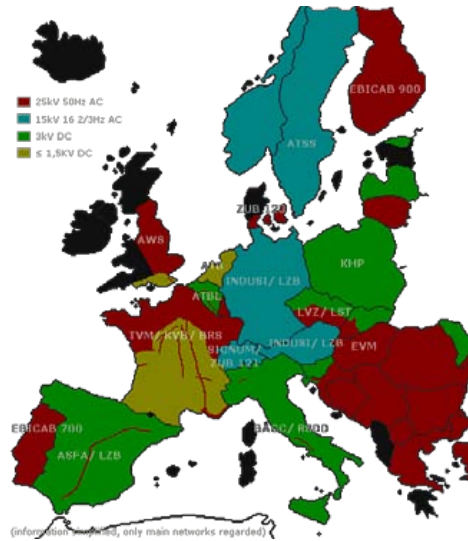 25kV 50Hz AC
15kV 16 2/3Hz AC
3kV DC
≤ 1,5KV DC
EBICAB 900
ATSS
ZUB 123
AWS
ATB
KHP
INDUSI/ LZB
ATBL
LVZ/ LST
TVM/ KVB/ BRS
INDUSI/ LZB
EVM
SIGNUM/
ZUB 121
EBICAB 700
BACC/
ASFA/ LZB
(information simplified, only main networks regarded)